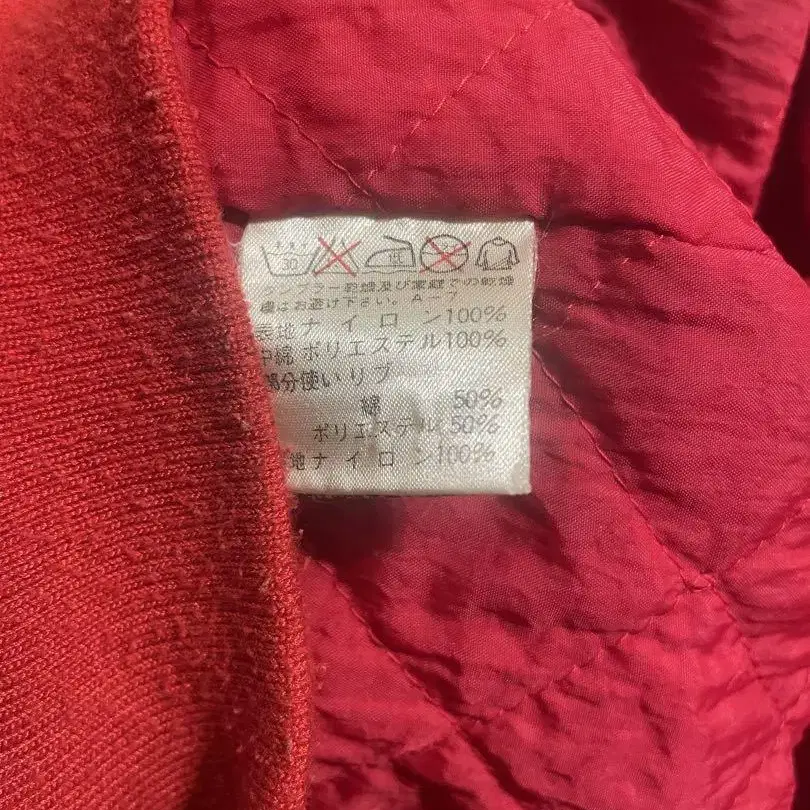 30
低
タンブラー乾燥及び家庭での乾燥
機はお避け下さい。A-7
表地ナイロン100%
中綿ポリエステル100%
部分使いリブ
綿 50%
ポリエステル 50%
地ナイロン100%